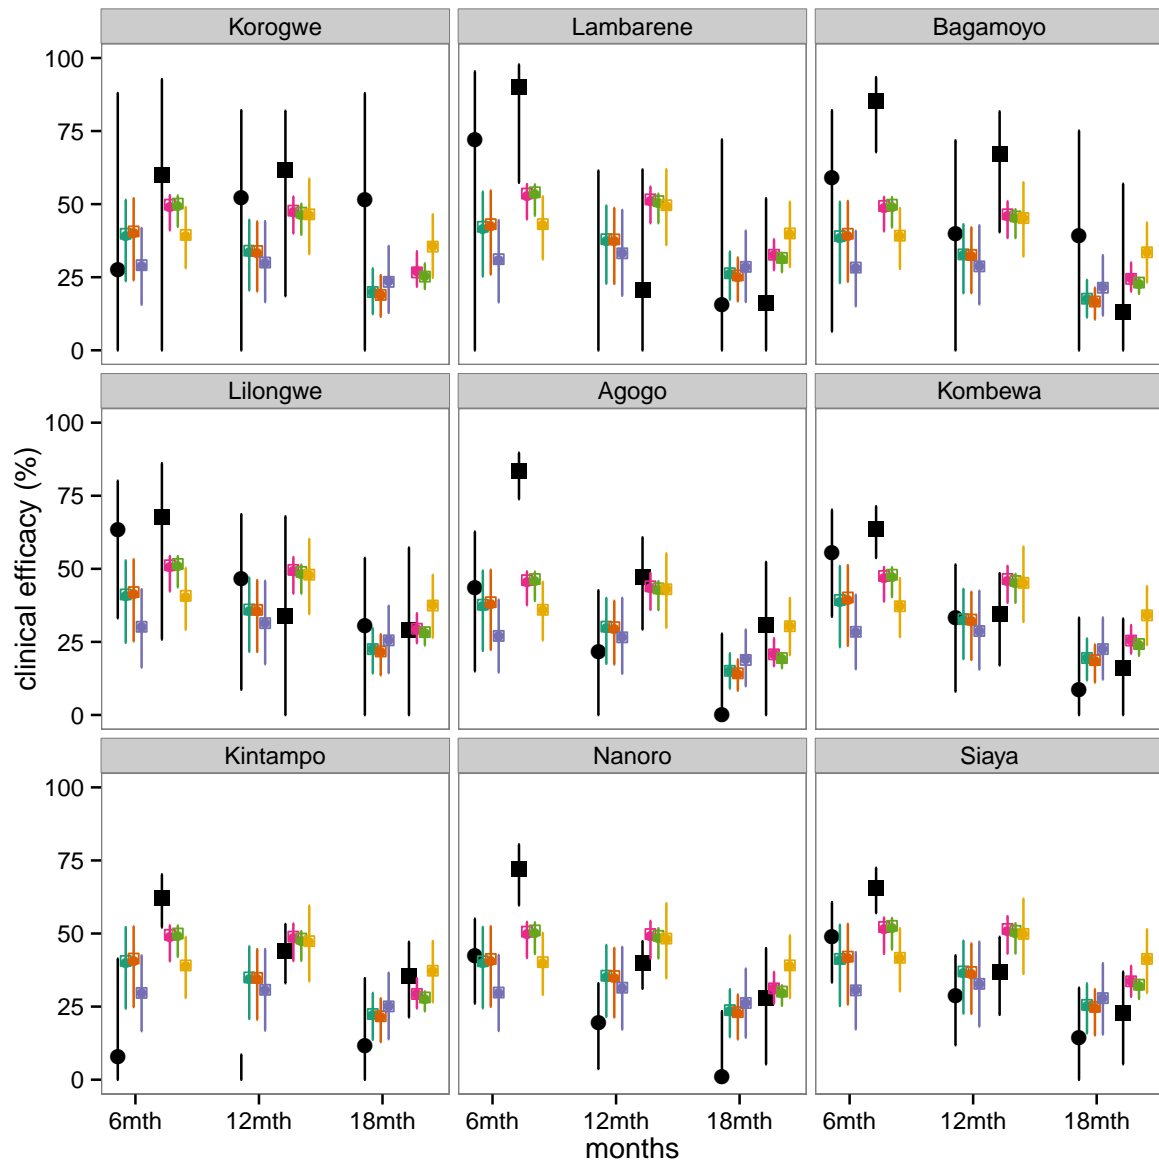 Korogwe Lambarene Bagamoyo
100
75
50
25
0
Lilongwe Agogo Kombewa
100
75
50
25
0
clinical efficacy (%)
Kintampo Nanoro Siaya
100
75
50
25
0
6mth 12mth 18mth 6mth 12mth 18mth 6mth 12mth 18mth
months